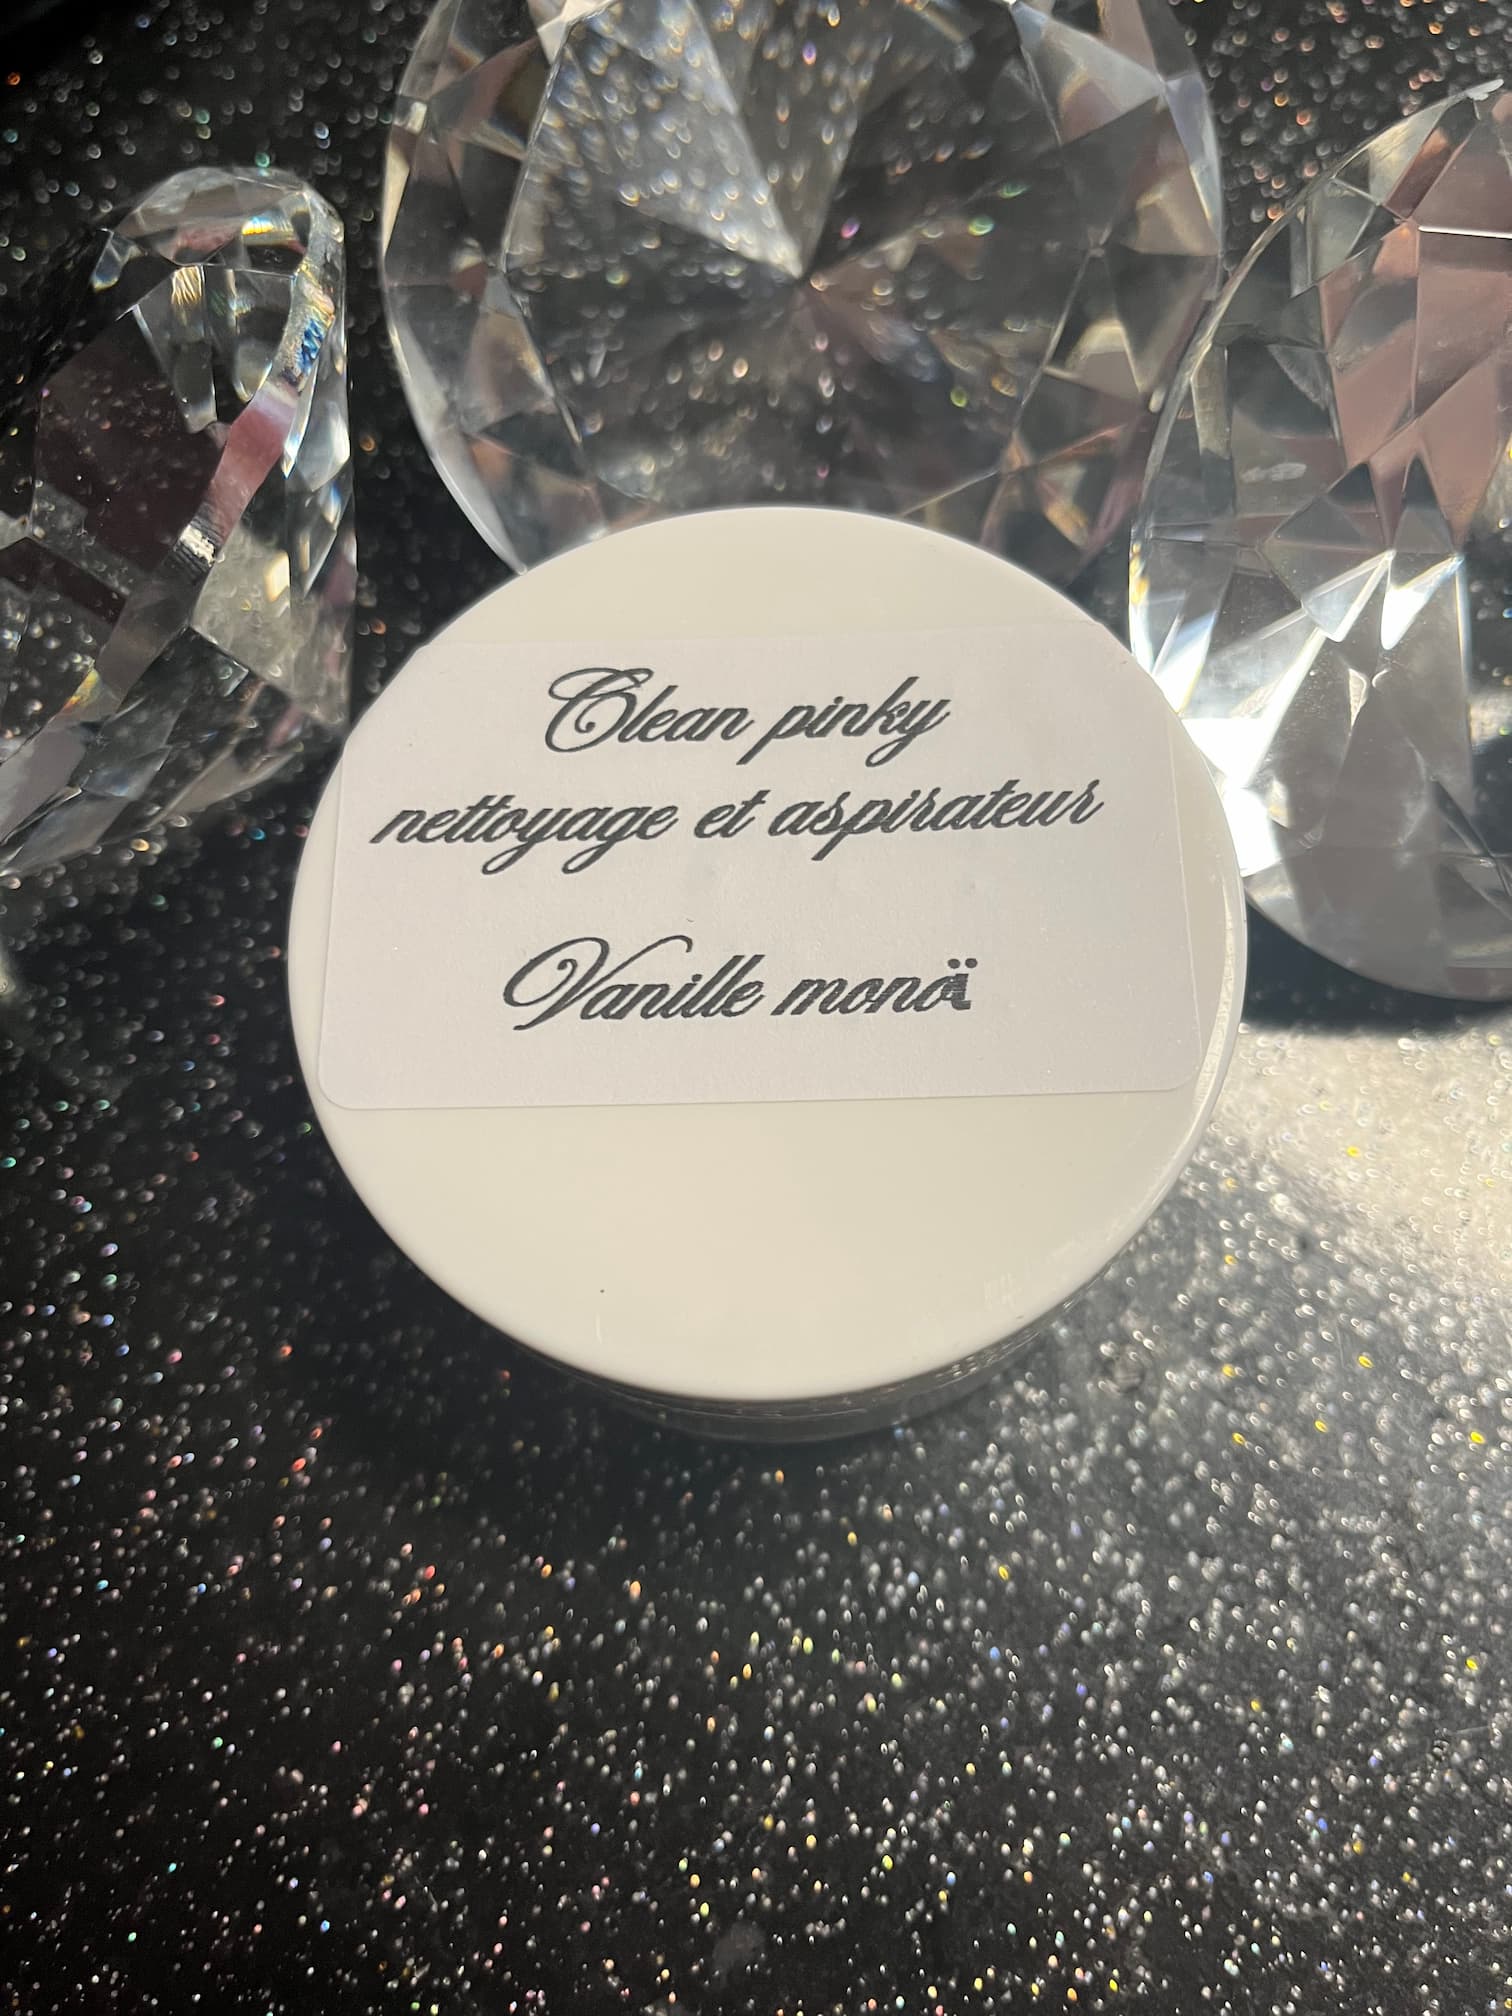 Clean pinky
nettoyage et aspirateur
Vanille monoï